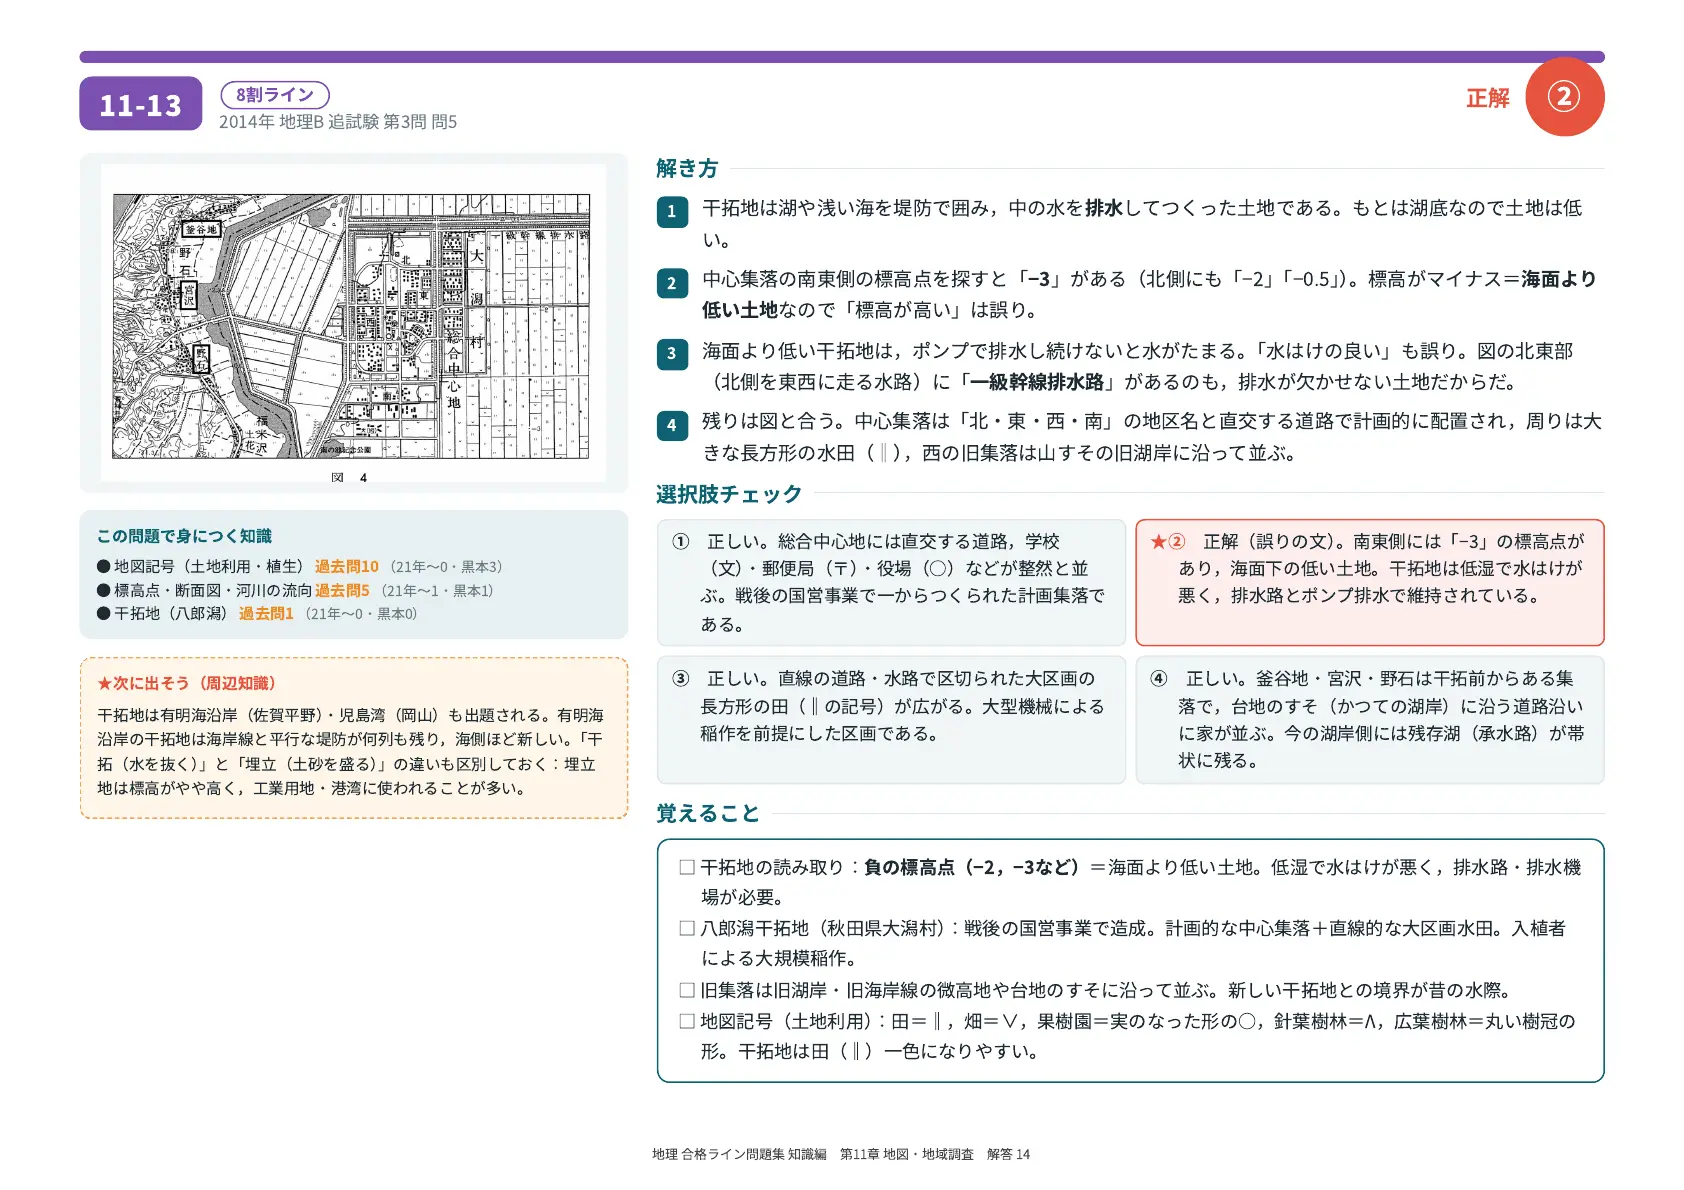 11-13
8割ライン
2014年 地理B 追試験 第3問 問5
正解 ②
釜谷地
野石
宮沢
野石
大潟村
総合中心地
一級幹線排水路
北
東
南
福米沢
図 4
この問題で身につく知識
●地図記号（土地利用・植生） 過去問10 （21年〜0・黒本3）
●標高点・断面図・河川の流向 過去問5 （21年〜1・黒本1）
●干拓地（八郎潟） 過去問1 （21年〜0・黒本0）
★次に出そう（周辺知識）
干拓地は有明海沿岸（佐賀平野）・児島湾（岡山）も出題される。有明海
沿岸の干拓地は海岸線と平行な堤防が何列も残り，海側ほど新しい。「干
拓（水を抜く）」と「埋立（土砂を盛る）」の違いも区別しておく：埋立
地は標高がやや高く，工業用地・港湾に使われることが多い。
解き方
1 干拓地は湖や浅い海を堤防で囲み，中の水を排水してつくった土地である。もとは湖底なので土地は低
い。
2 中心集落の南東側の標高点を探すと「−3」がある（北側にも「−2」「−0.5」）。標高がマイナス＝海面より
低い土地なので「標高が高い」は誤り。
3 海面より低い干拓地は，ポンプで排水し続けないと水がたまる。「水はけの良い」も誤り。図の北東部
（北側を東西に走る水路）に「一級幹線排水路」があるのも，排水が欠かせない土地だからだ。
4 残りは図と合う。中心集落は「北・東・西・南」の地区名と直交する道路で計画的に配置され，周りは大
きな長方形の水田（‖），西の旧集落は山すその旧湖岸に沿って並ぶ。
選択肢チェック
① 正しい。総合中心地には直交する道路，学校
（文）・郵便局（〒）・役場（○）などが整然と並
ぶ。戦後の国営事業で一からつくられた計画集落で
ある。
★② 正解（誤りの文）。南東側には「−3」の標高点が
あり，海面下の低い土地。干拓地は低湿で水はけが
悪く，排水路とポンプ排水で維持されている。
③ 正しい。直線の道路・水路で区切られた大区画の
長方形の田（‖の記号）が広がる。大型機械による
稲作を前提にした区画である。
④ 正しい。釜谷地・宮沢・野石は干拓前からある集
落で，台地のすそ（かつての湖岸）に沿う道路沿い
に家が並ぶ。今の湖岸側には残存湖（承水路）が帯
状に残る。
覚えること
□ 干拓地の読み取り：負の標高点（−2，−3など）＝海面より低い土地。低湿で水はけが悪く，排水路・排水機
場が必要。
□ 八郎潟干拓地（秋田県大潟村）：戦後の国営事業で造成。計画的な中心集落＋直線的な大区画水田。入植者
による大規模稲作。
□ 旧集落は旧湖岸・旧海岸線の微高地や台地のすそに沿って並ぶ。新しい干拓地との境界が昔の水際。
□ 地図記号（土地利用）：田＝‖，畑＝∨，果樹園＝実のなった形の○，針葉樹林＝Λ，広葉樹林＝丸い樹冠の
形。干拓地は田（‖）一色になりやすい。
地理 合格ライン問題集 知識編 第11章 地図・地域調査 解答 14